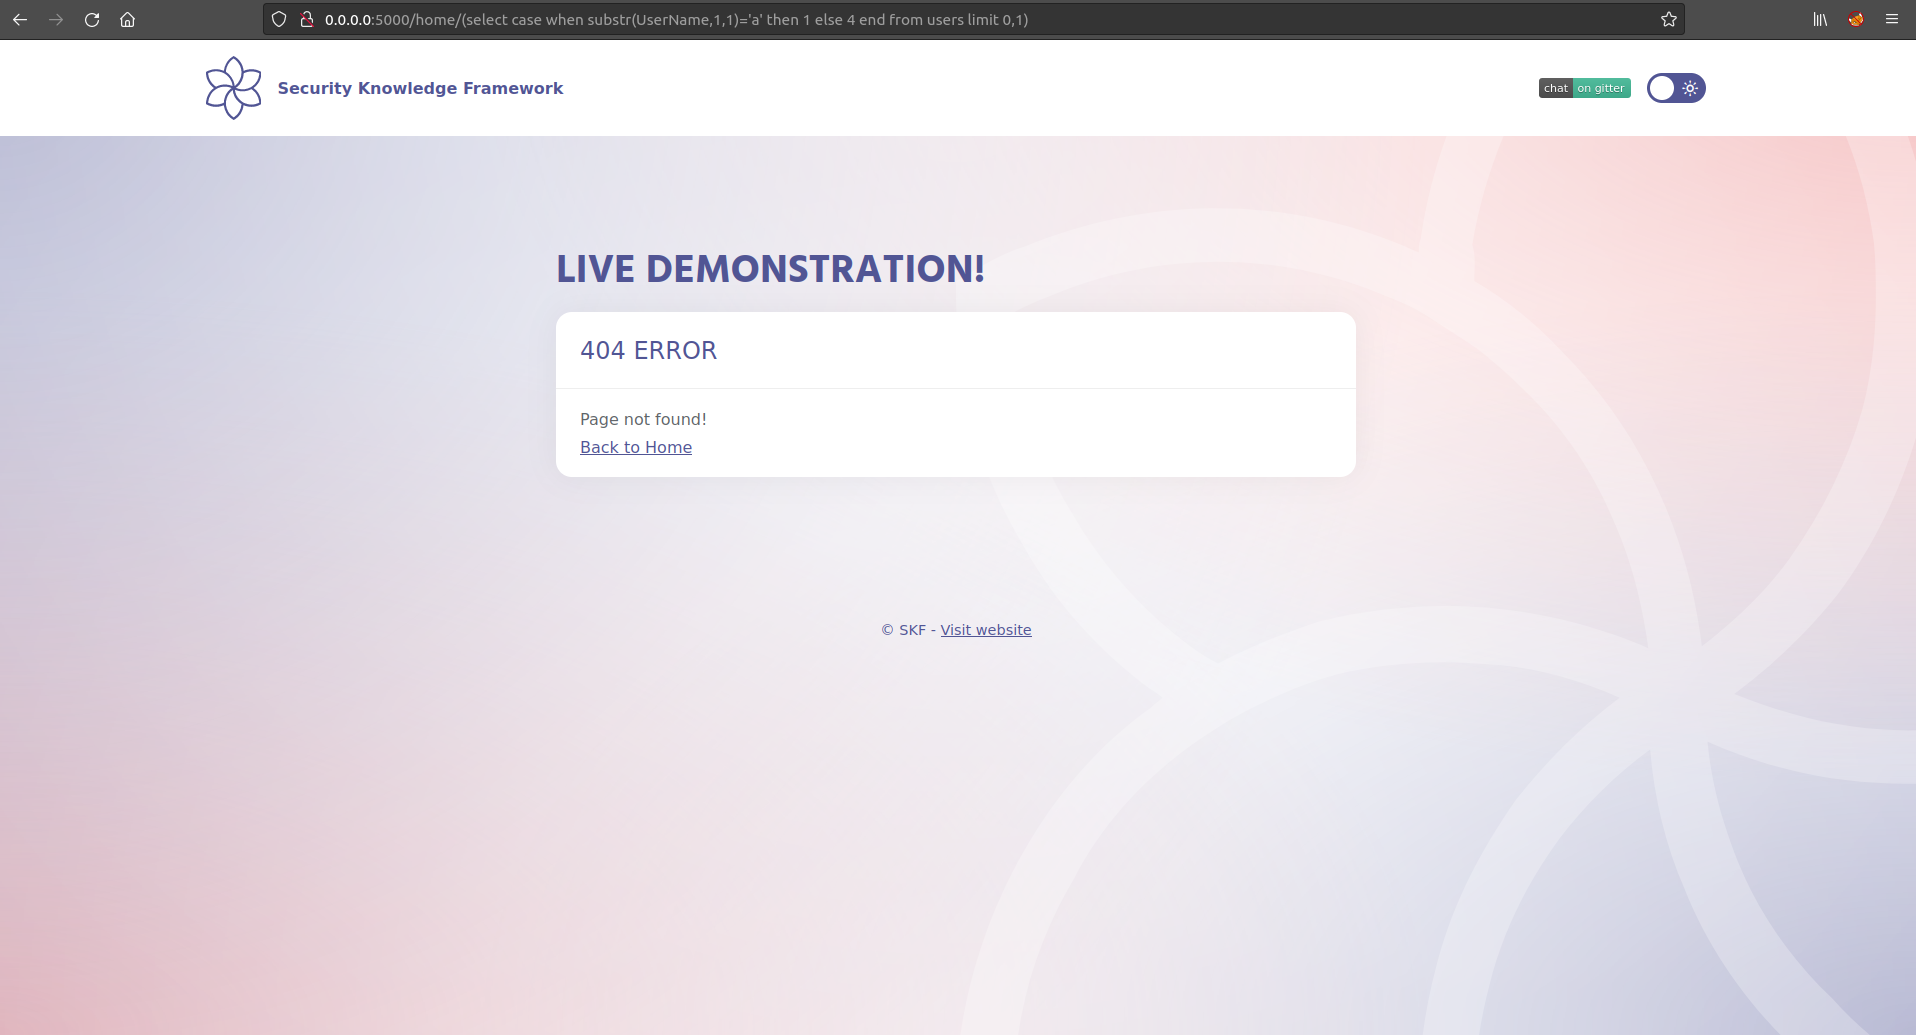 0.0.0.0:5000/home/(select case when substr(UserName,1,1)='a' then 1 else 4 end from users limit 0,1)
Security Knowledge Framework
chat on gitter
LIVE DEMONSTRATION!
404 ERROR
Page not found!
Back to Home
© SKF - Visit website